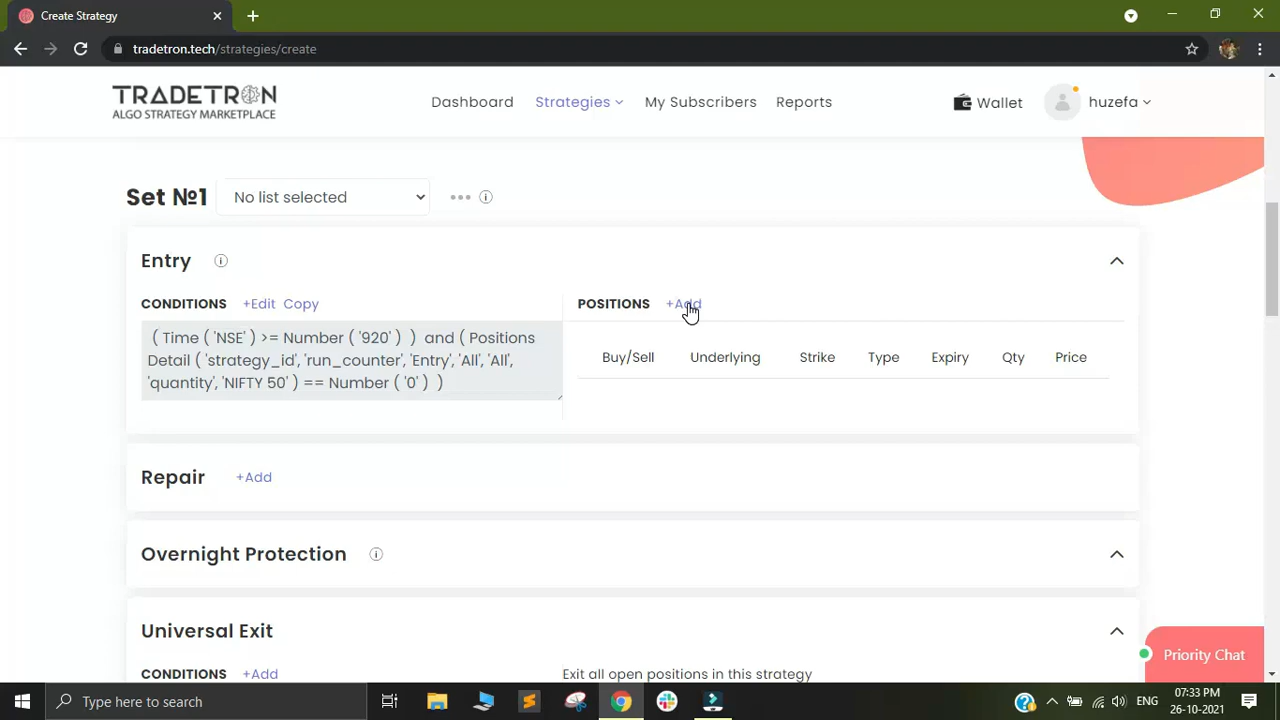 Create Strategy
tradetron.tech/strategies/create
TRADETRON
ALGO STRATEGY MARKETPLACE
Dashboard
Strategies
My Subscribers
Reports
Wallet
huzefa
Set №1
No list selected
Entry
CONDITIONS +Edit Copy
POSITIONS +Add
( Time ( 'NSE' ) >= Number ( '920' ) ) and ( Positions
Detail ( 'strategy_id', 'run_counter', 'Entry', 'All', 'All',
'quantity', 'NIFTY 50' ) == Number ( '0' ) )
Buy/Sell Underlying Strike Type Expiry Qty Price
Repair +Add
Overnight Protection
Universal Exit
CONDITIONS +Add
Exit all open positions in this strategy
Priority Chat
Type here to search
ENG
07:33 PM
26-10-2021